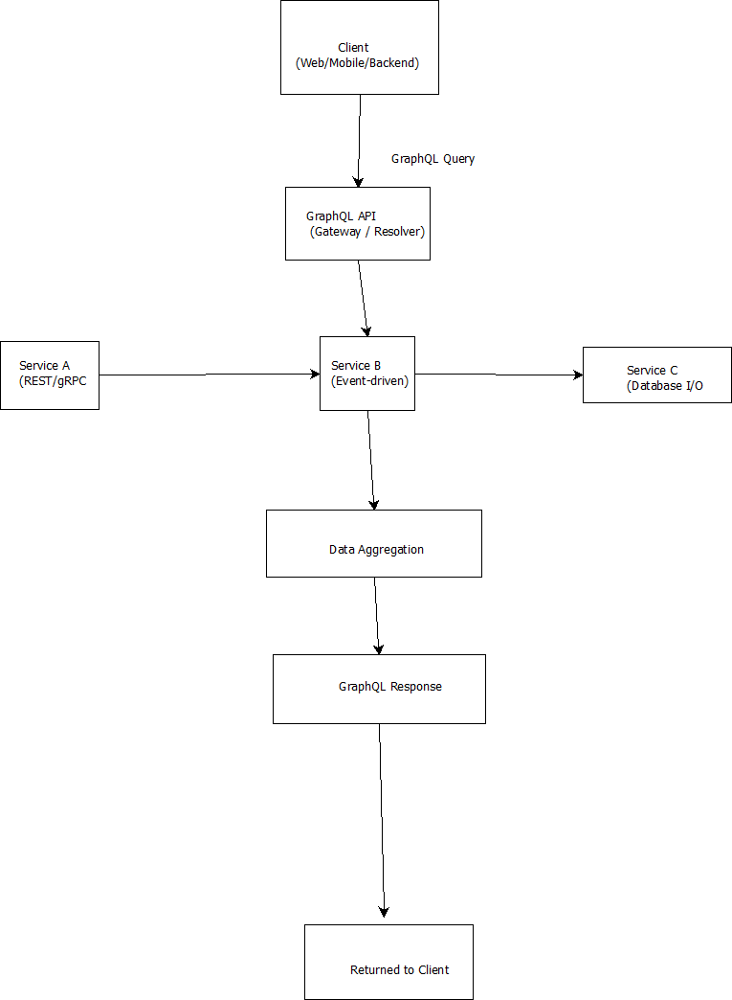 Client
(Web/Mobile/Backend)
GraphQL Query
GraphQL API
(Gateway / Resolver)
Service A
(REST/gRPC
Service B
(Event-driven)
Service C
(Database I/O
Data Aggregation
GraphQL Response
Returned to Client